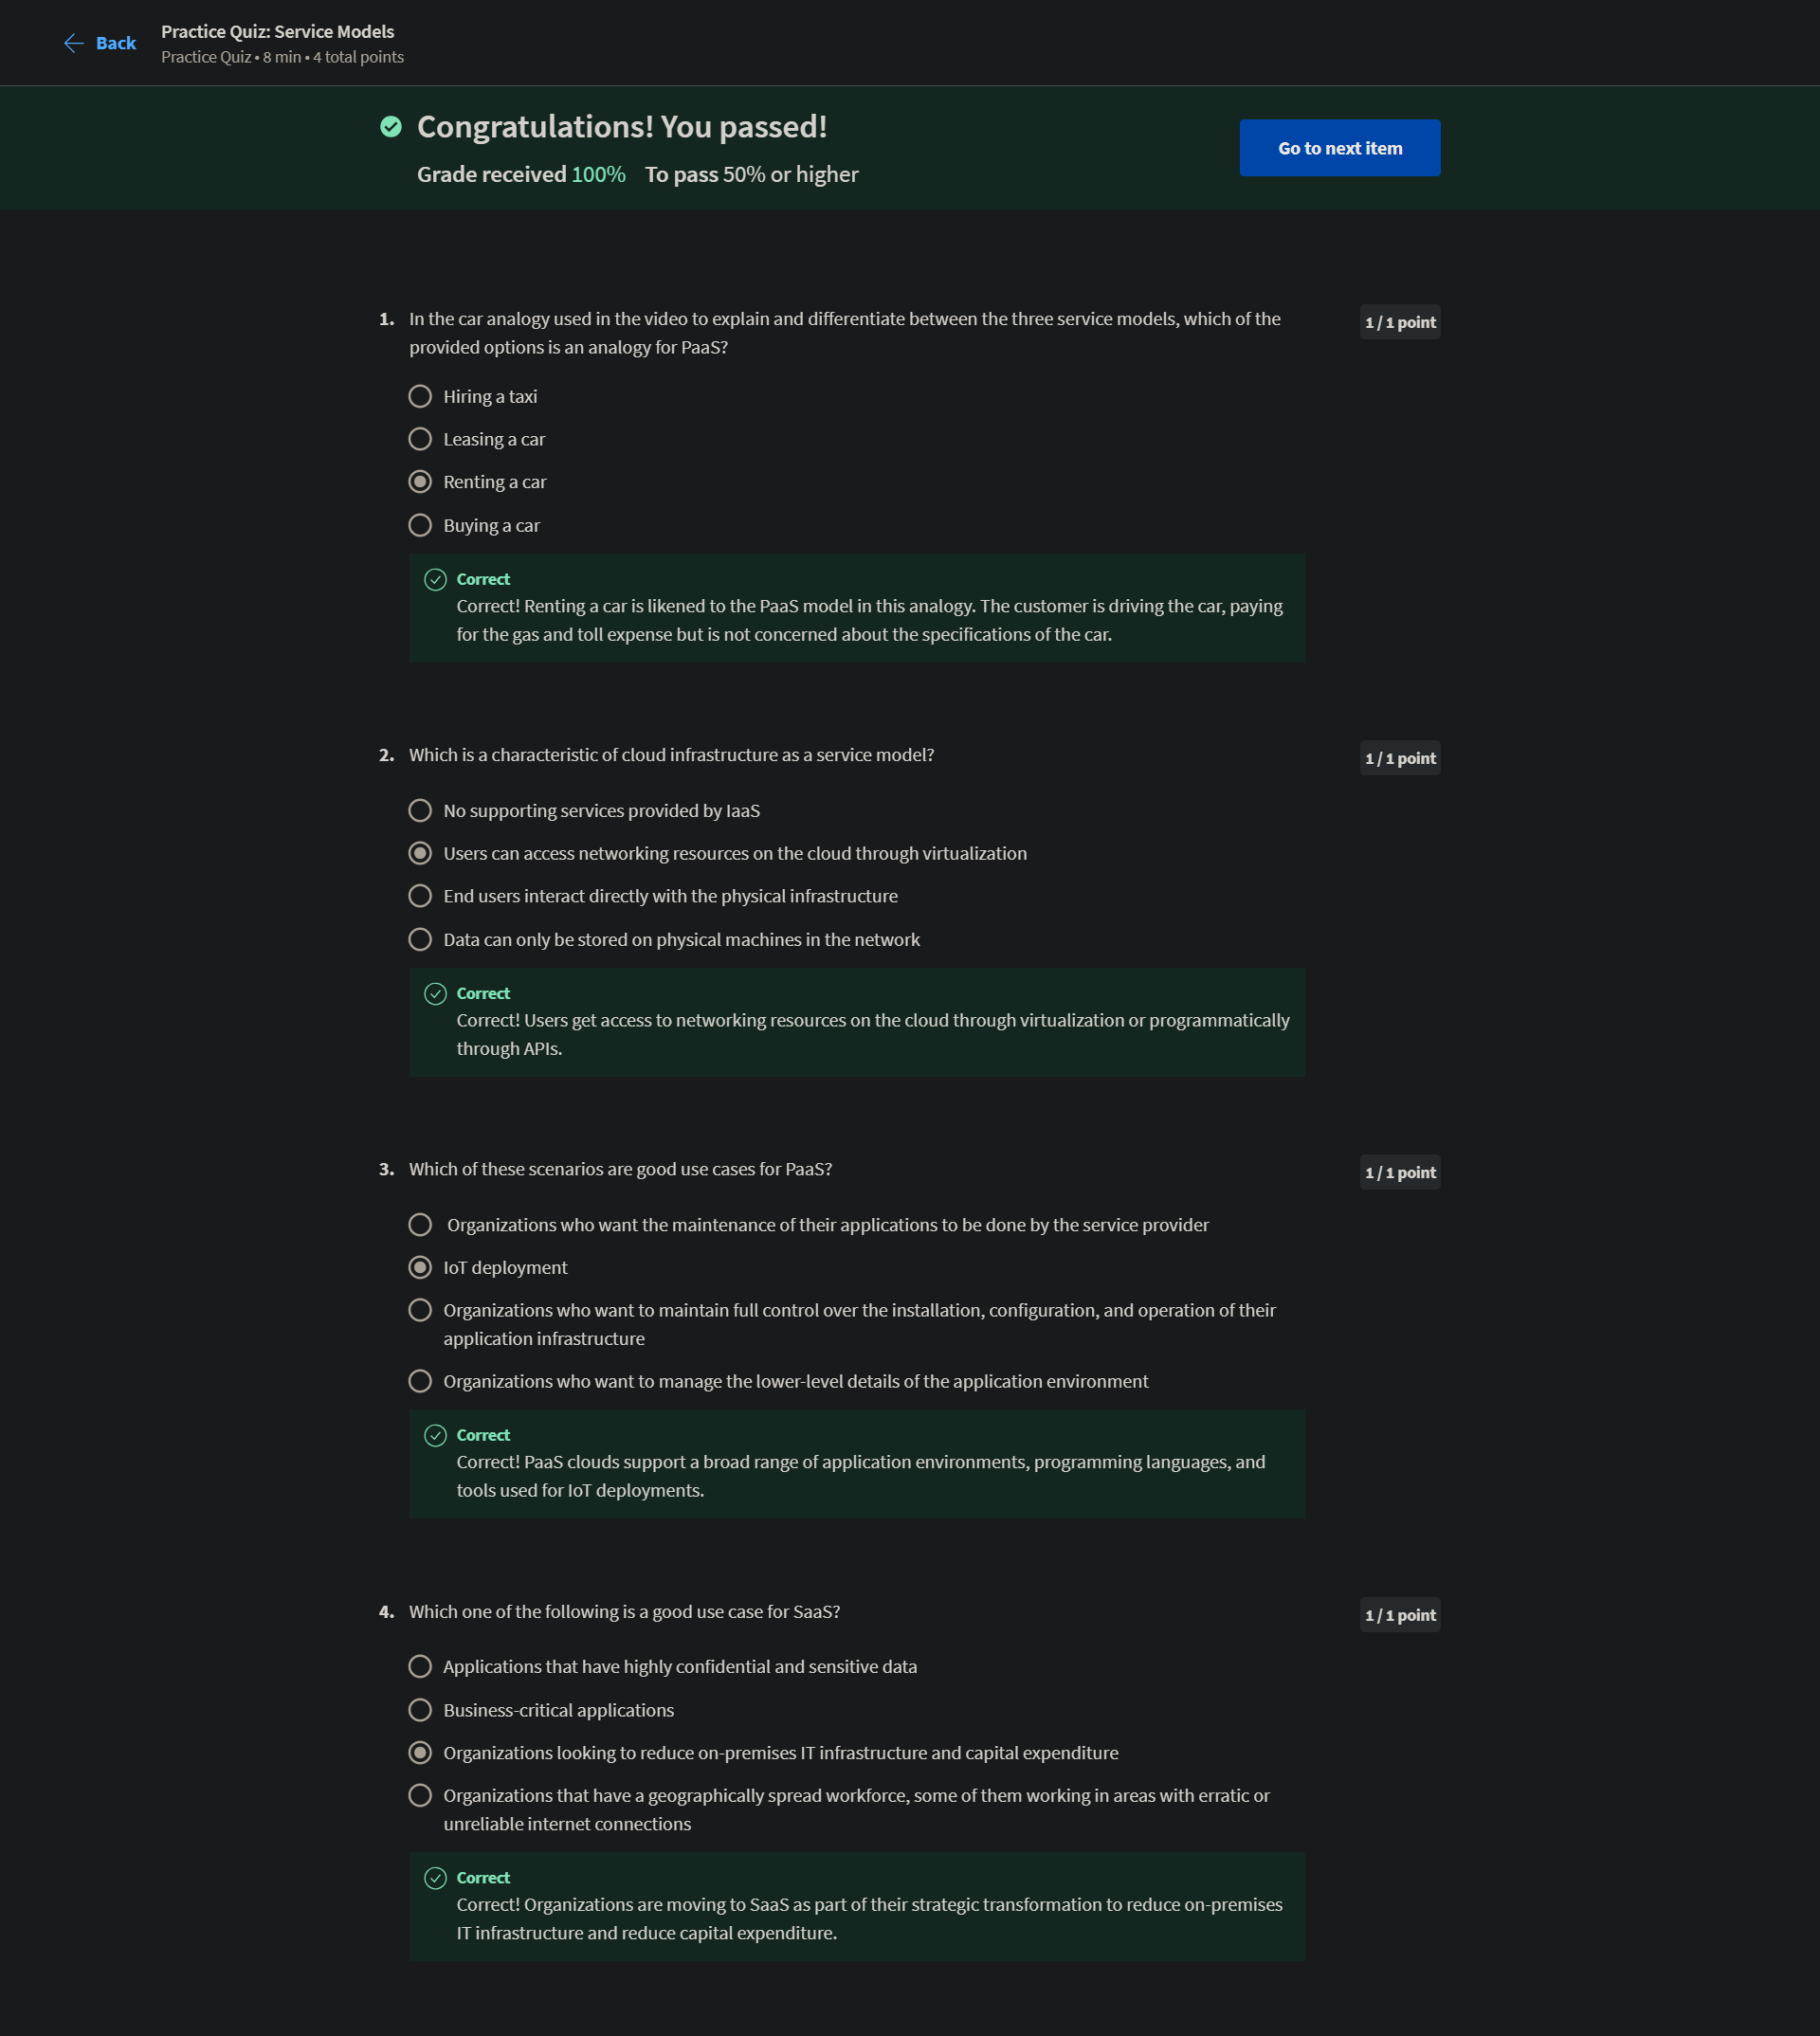 Back
Practice Quiz: Service Models
Practice Quiz • 8 min • 4 total points
Congratulations! You passed!
Grade received 100% To pass 50% or higher
Go to next item
1. In the car analogy used in the video to explain and differentiate between the three service models, which of the
provided options is an analogy for PaaS?
1 / 1 point
Hiring a taxi
Leasing a car
Renting a car
Buying a car
Correct
Correct! Renting a car is likened to the PaaS model in this analogy. The customer is driving the car, paying
for the gas and toll expense but is not concerned about the specifications of the car.
2. Which is a characteristic of cloud infrastructure as a service model?
1 / 1 point
No supporting services provided by IaaS
Users can access networking resources on the cloud through virtualization
End users interact directly with the physical infrastructure
Data can only be stored on physical machines in the network
Correct
Correct! Users get access to networking resources on the cloud through virtualization or programmatically
through APIs.
3. Which of these scenarios are good use cases for PaaS?
1 / 1 point
Organizations who want the maintenance of their applications to be done by the service provider
IoT deployment
Organizations who want to maintain full control over the installation, configuration, and operation of their
application infrastructure
Organizations who want to manage the lower-level details of the application environment
Correct
Correct! PaaS clouds support a broad range of application environments, programming languages, and
tools used for IoT deployments.
4. Which one of the following is a good use case for SaaS?
1 / 1 point
Applications that have highly confidential and sensitive data
Business-critical applications
Organizations looking to reduce on-premises IT infrastructure and capital expenditure
Organizations that have a geographically spread workforce, some of them working in areas with erratic or
unreliable internet connections
Correct
Correct! Organizations are moving to SaaS as part of their strategic transformation to reduce on-premises
IT infrastructure and reduce capital expenditure.